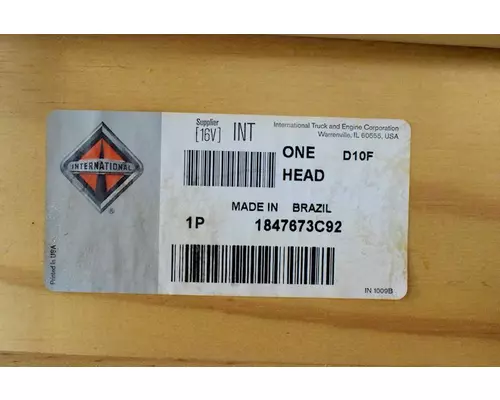 Supplier
[16V] INT
International Truck and Engine Corporation
Warrenville, IL 60555, USA
INTERNATIONAL
®
ONE D10F
HEAD
MADE IN BRAZIL
1P 1847673C92
Printed in USA
IN 1009B